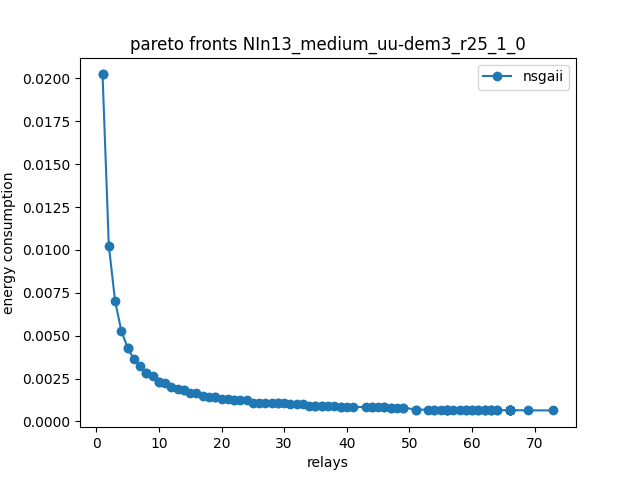 pareto fronts NIn13_medium_uu-dem3_r25_1_0
nsgaii
energy consumption
0.0200
0.0175
0.0150
0.0125
0.0100
0.0075
0.0050
0.0025
0.0000
0 10 20 30 40 50 60 70
relays